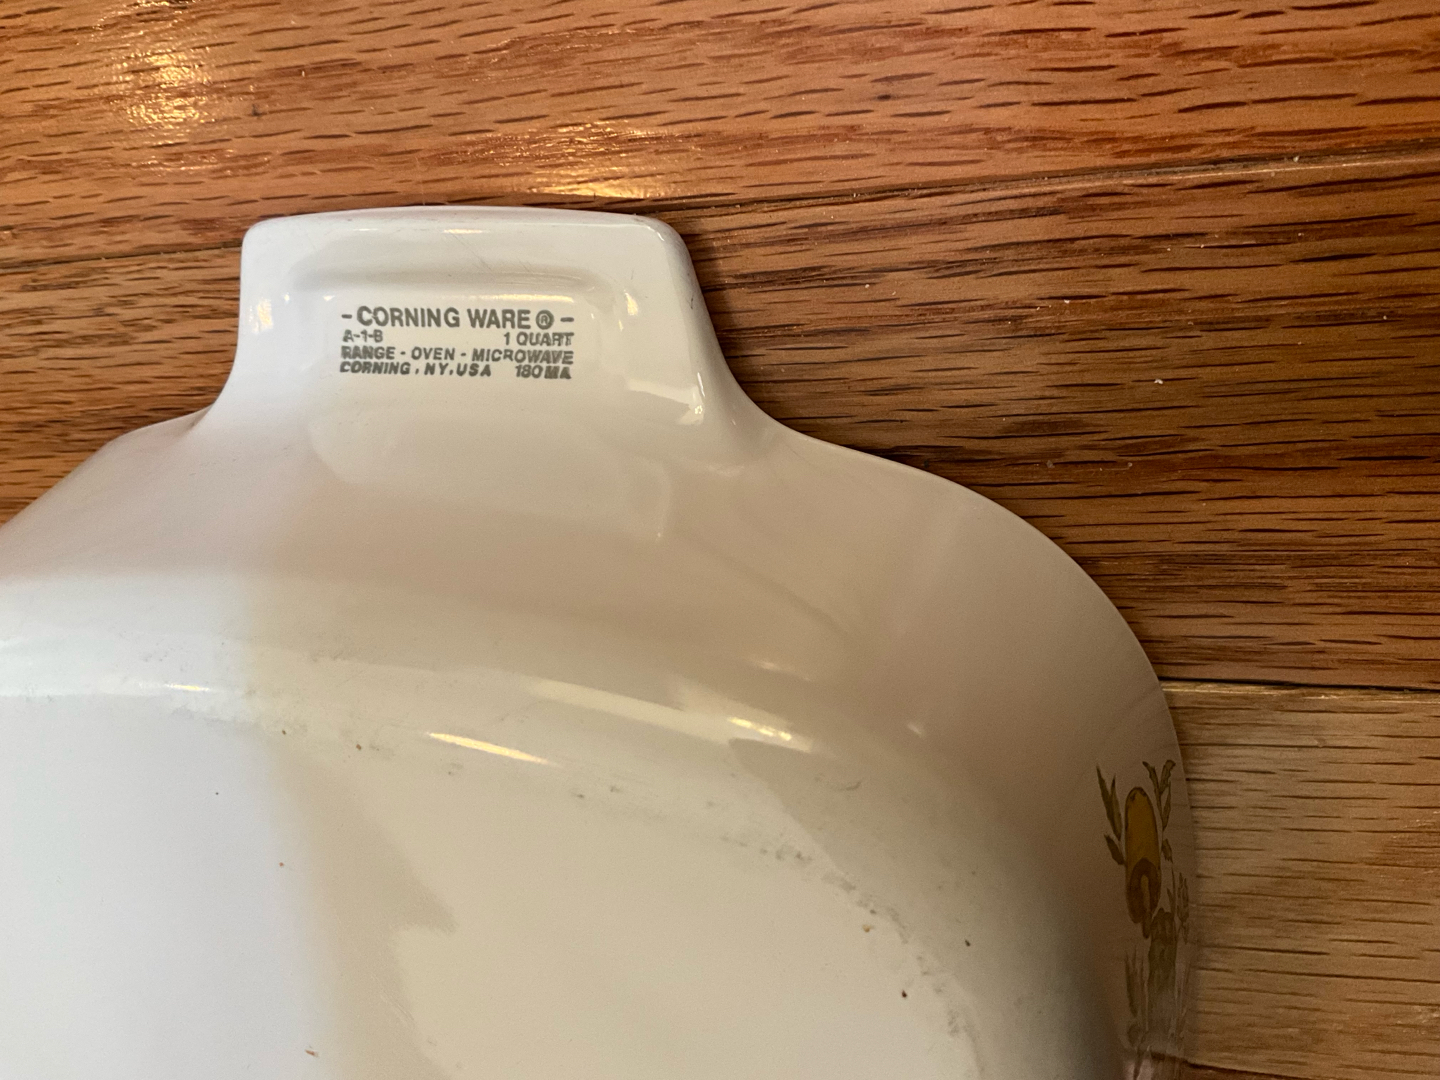 - CORNING WARE ® -
A-1-B 1 QUART
RANGE - OVEN - MICROWAVE
CORNING, NY, USA 180 MA